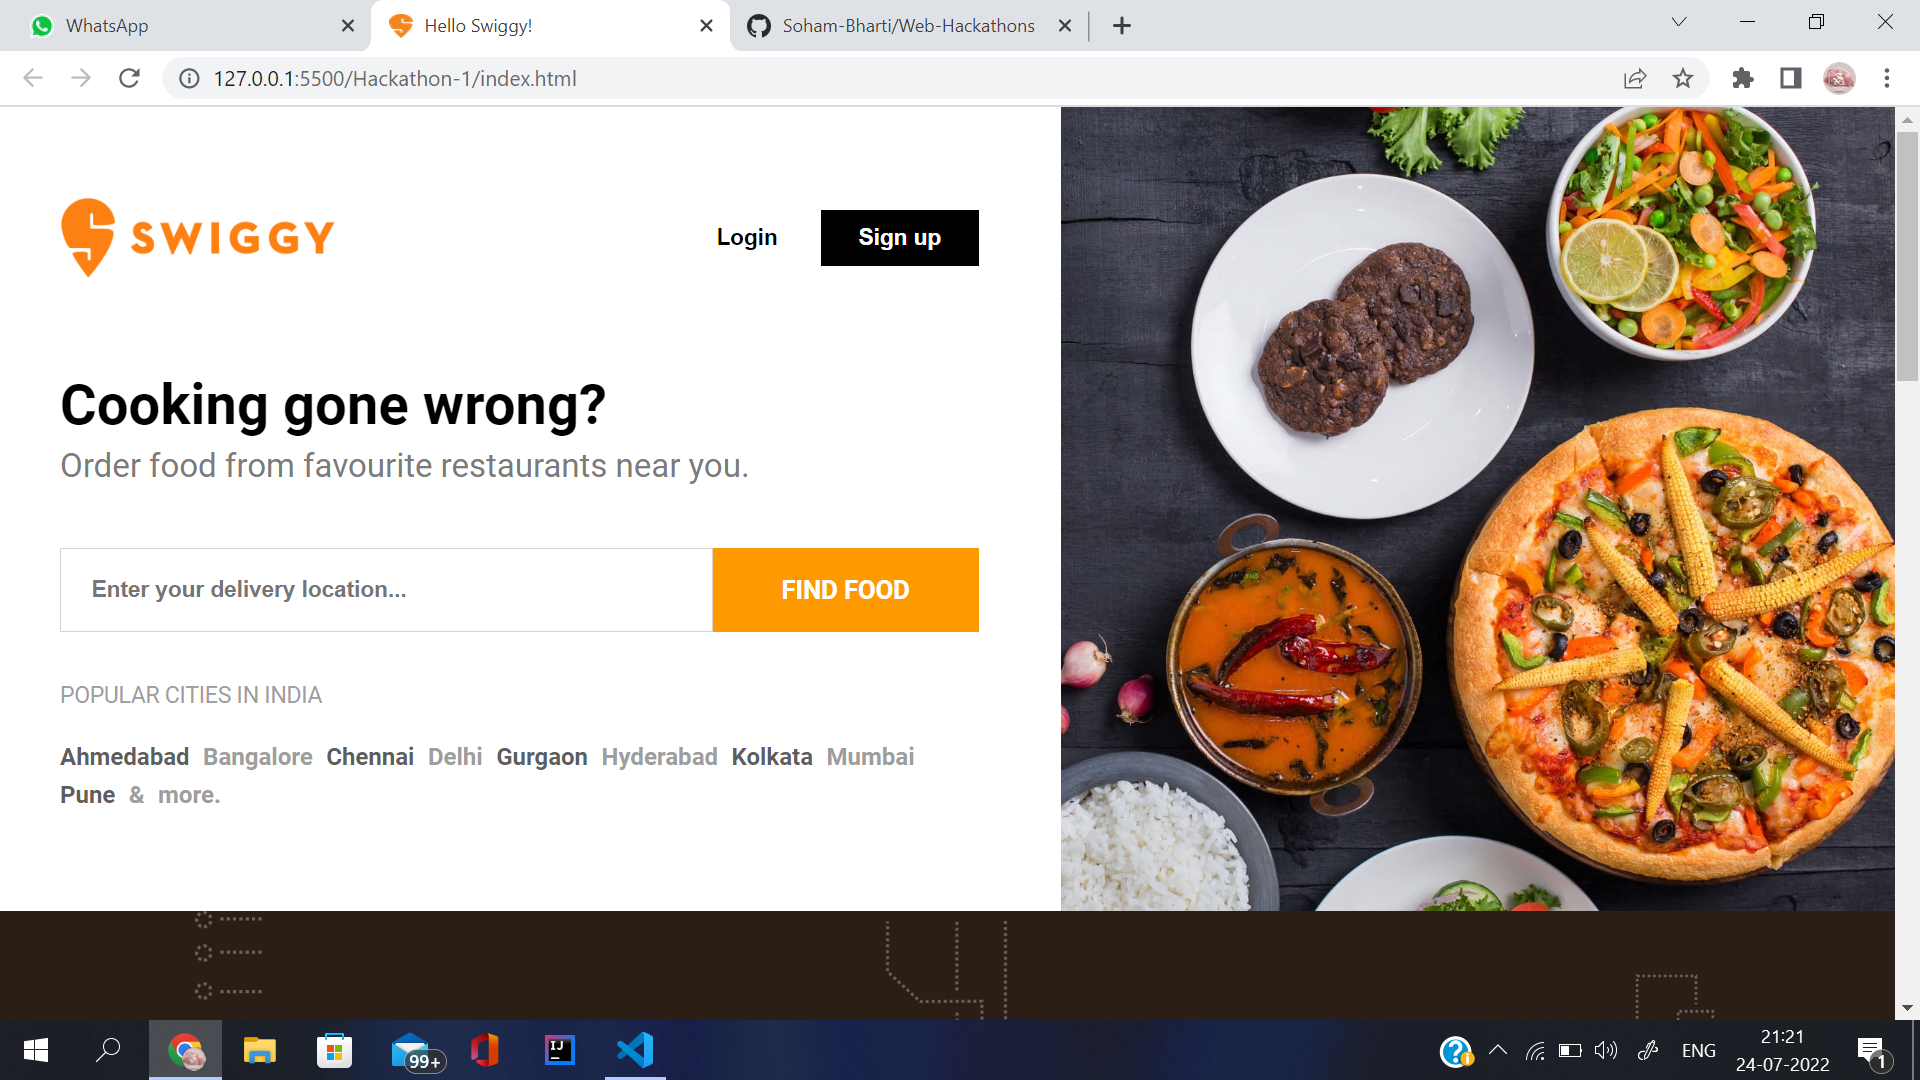 WhatsApp
Hello Swiggy!
Soham-Bharti/Web-Hackathons
127.0.0.1:5500/Hackathon-1/index.html
SWIGGY
Login
Sign up
Cooking gone wrong?
Order food from favourite restaurants near you.
Enter your delivery location...
FIND FOOD
POPULAR CITIES IN INDIA
Ahmedabad Bangalore Chennai Delhi Gurgaon Hyderabad Kolkata Mumbai
Pune & more.
99+
IJ
ENG
21:21
24-07-2022
1